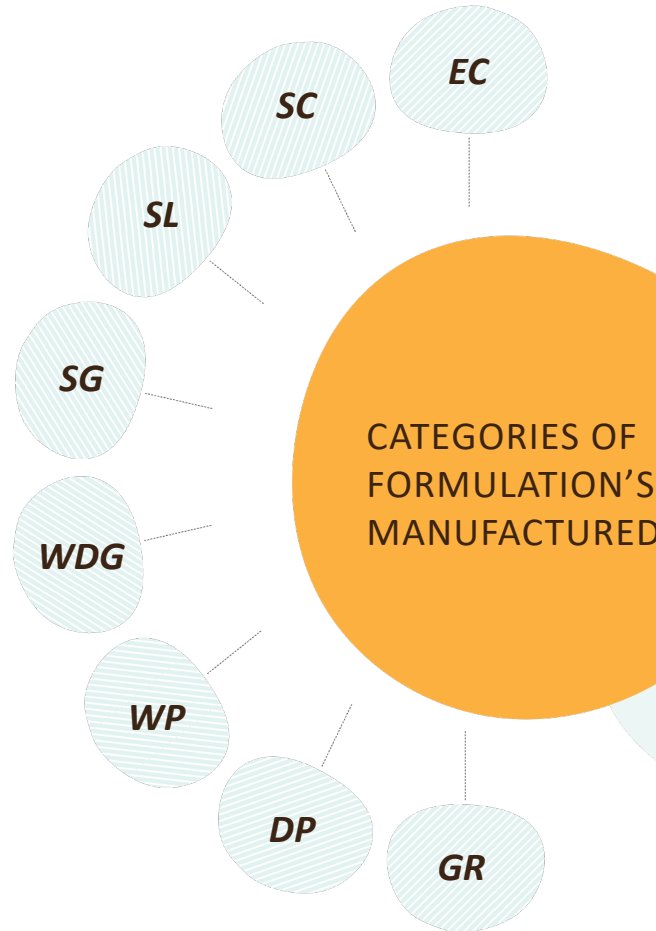 EC
SC
SL
SG
WDG
WP
DP
GR
CATEGORIES OF
FORMULATION’S
MANUFACTURED